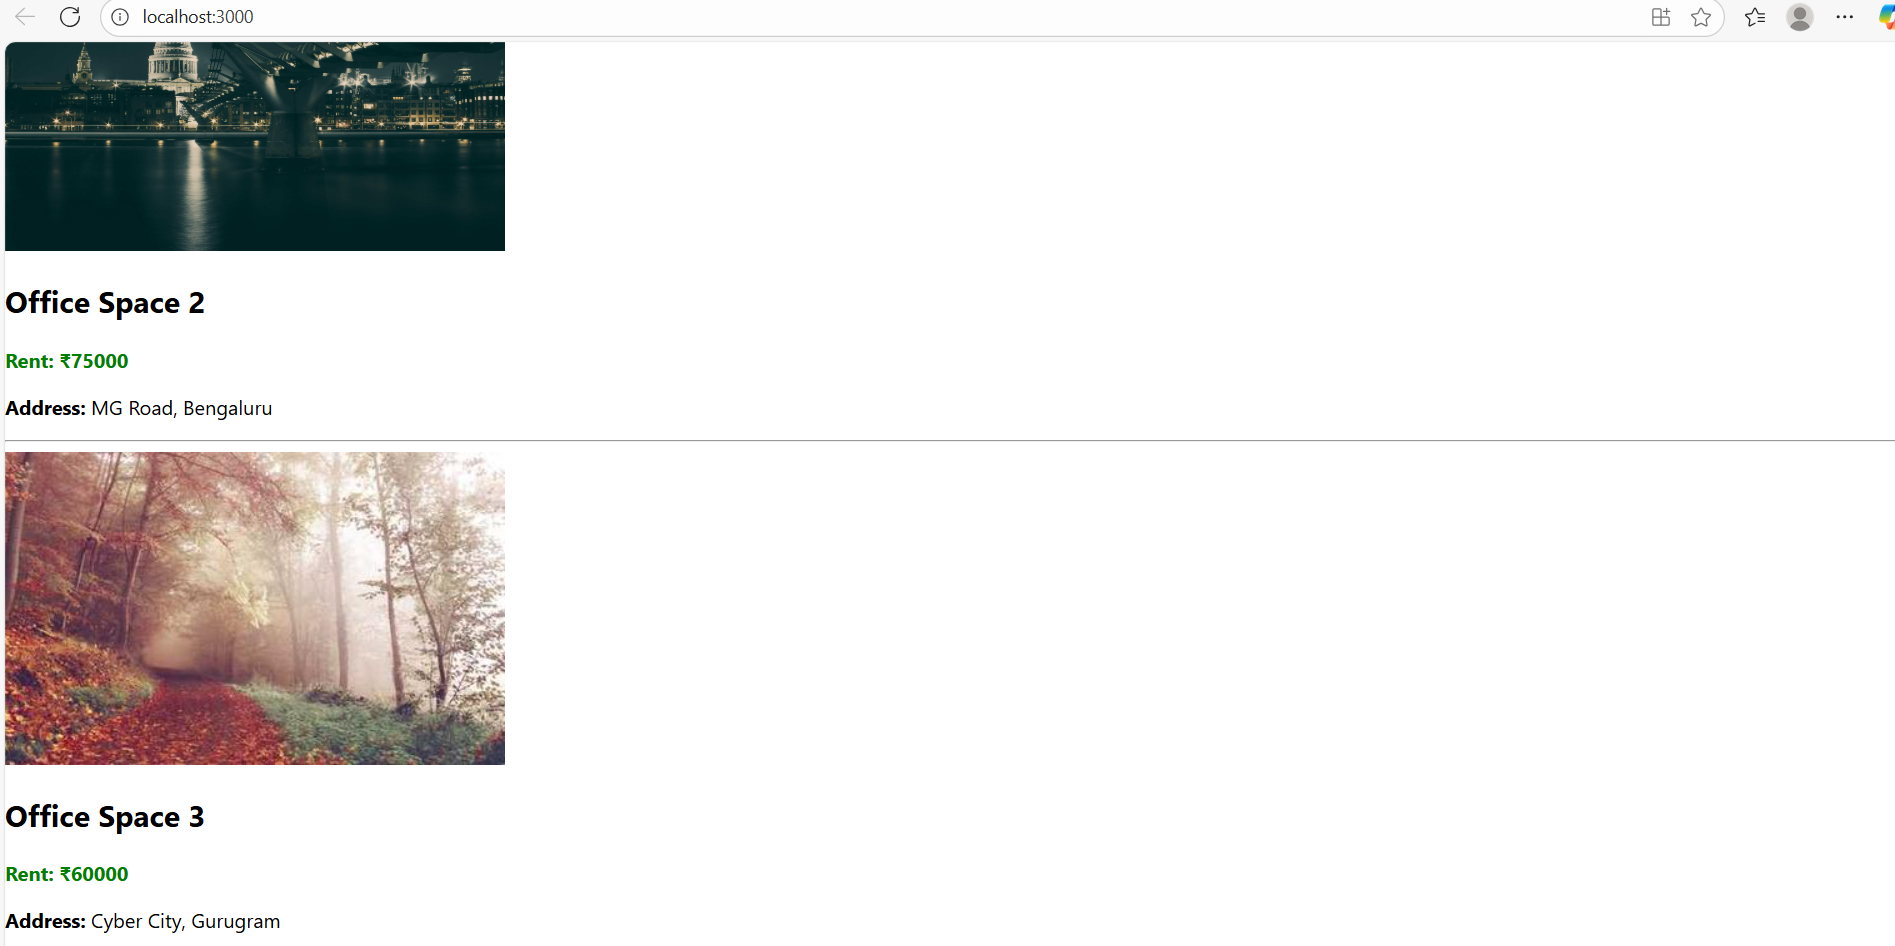 localhost:3000
Office Space 2
Rent: ₹75000
Address: MG Road, Bengaluru
Office Space 3
Rent: ₹60000
Address: Cyber City, Gurugram